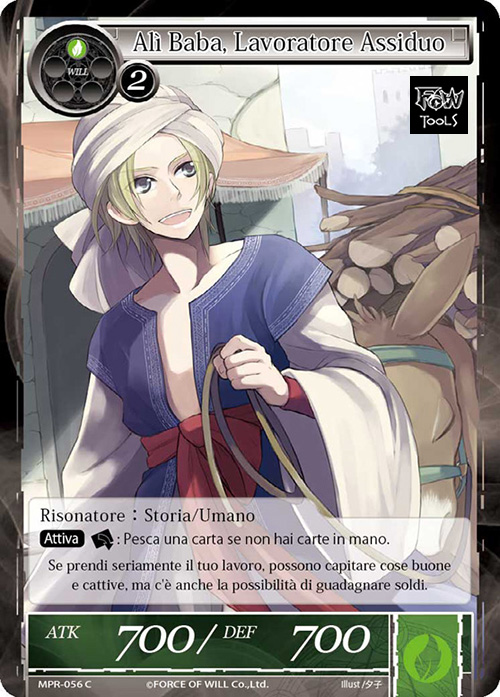 Alì Baba, Lavoratore Assiduo
WILL
2
FOW
TOOLS
Risonatore : Storia/Umano
Attiva : Pesca una carta se non hai carte in mano.
Se prendi seriamente il tuo lavoro, possono capitare cose buone
e cattive, ma c'è anche la possibilità di guadagnare soldi.
ATK 700 / DEF 700
MPR-056 C ©FORCE OF WILL Co.,Ltd. Illust /夕子